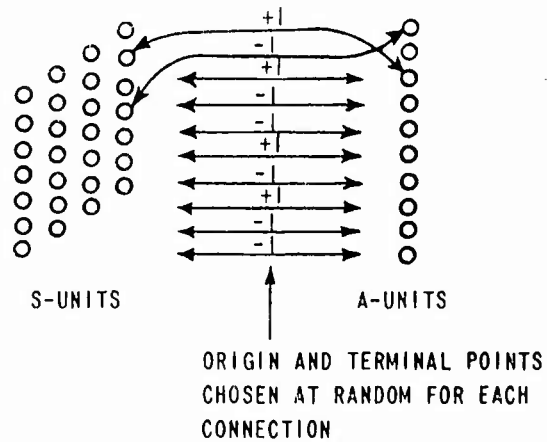 +1
-1
+1
-1
-1
+1
-1
+1
-1
-1
S-UNITS
A-UNITS
ORIGIN AND TERMINAL POINTS
CHOSEN AT RANDOM FOR EACH
CONNECTION